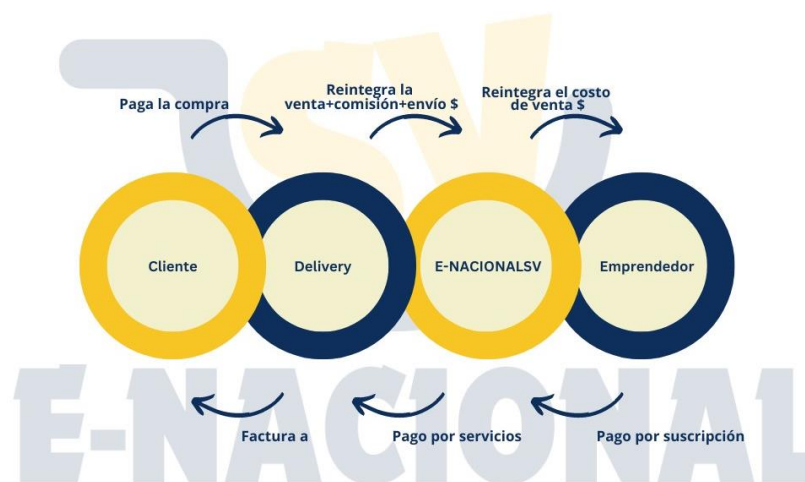 Paga la compra
Reintegra la
venta+comisión+envío $
Reintegra el costo
de venta $
Cliente
Delivery
E-NACIONALSV
Emprendedor
Factura a
Pago por servicios
Pago por suscripción
SV
E-NACIONAL